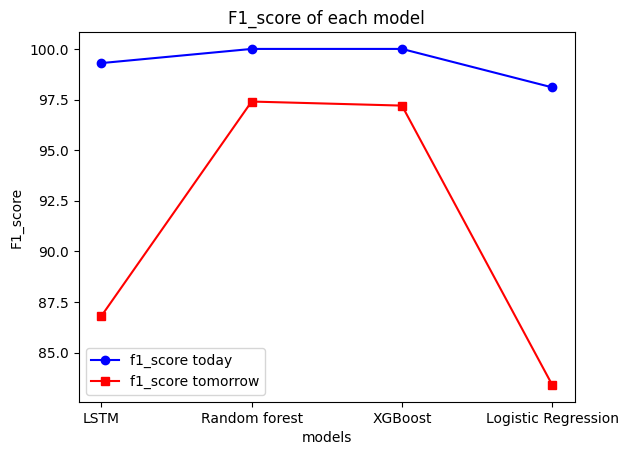 F1_score of each model
F1_score
100.0
97.5
95.0
92.5
90.0
87.5
85.0
f1_score today
f1_score tomorrow
LSTM Random forest XGBoost Logistic Regression
models